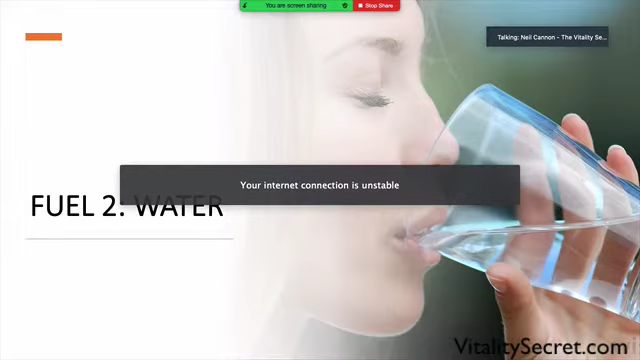 You are screen sharing
Stop Share
Talking: Neil Cannon - The Vitality Se...
Your internet connection is unstable
FUEL 2. WATER
VitalitySecret.com